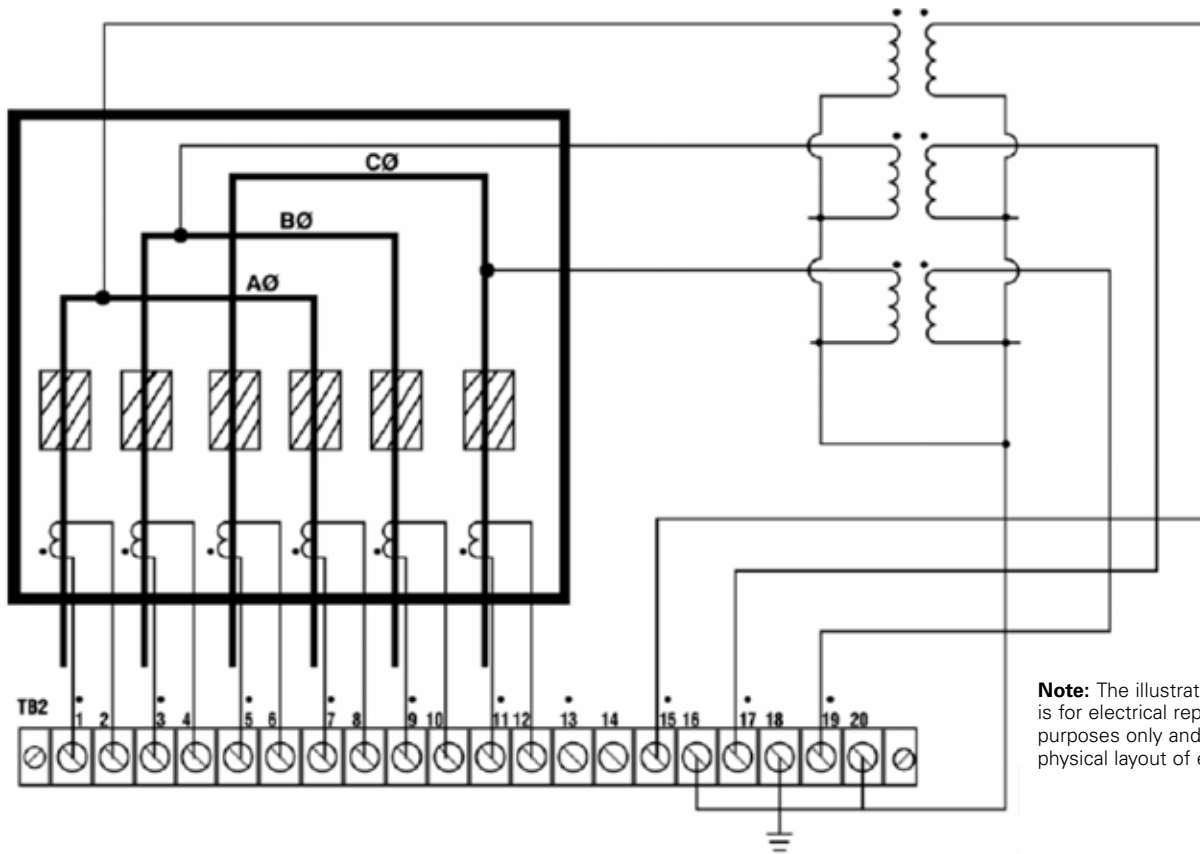 CØ
BØ
AØ
TB2
1 2 3 4 5 6 7 8 9 10 11 12 13 14 15 16 17 18 19 20
Note: The illustrat
is for electrical rep
purposes only and
physical layout of e